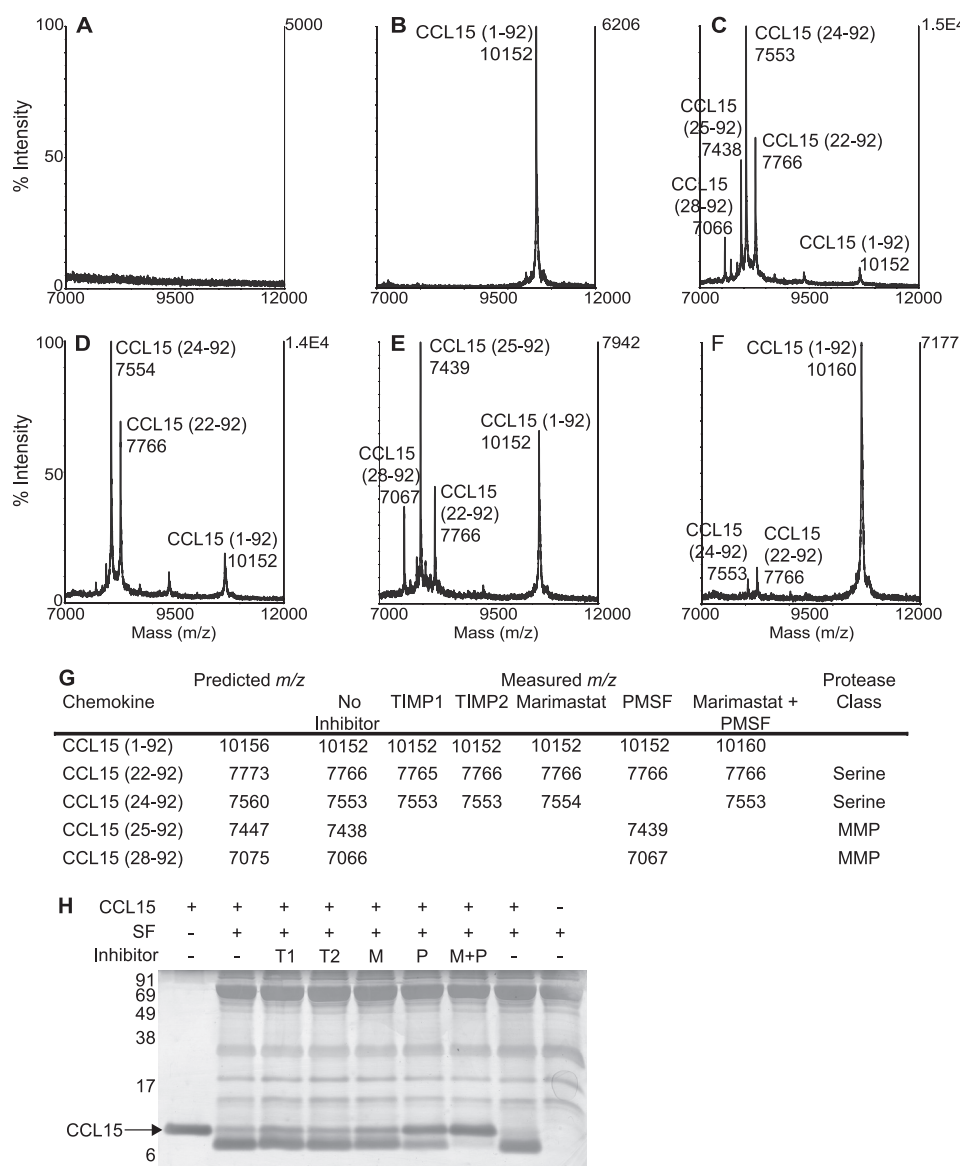 A
5000
100
50
0
% Intensity
7000
9500
12000
B
6206
CCL15 (1-92)
10152
7000
9500
12000
C
1.5E4
CCL15 (24-92)
7553
CCL15
(25-92)
7438
CCL15 (22-92)
7766
CCL15
(28-92)
7066
CCL15 (1-92)
10152
7000
9500
12000
D
1.4E4
100
50
0
% Intensity
CCL15 (24-92)
7554
CCL15 (22-92)
7766
CCL15 (1-92)
10152
7000
9500
12000
Mass (m/z)
E
7942
CCL15 (25-92)
7439
CCL15 (1-92)
10152
CCL15
(28-92)
7067
CCL15
(22-92)
7766
7000
9500
12000
Mass (m/z)
F
7177
CCL15 (1-92)
10160
CCL15
(24-92)
7553
CCL15
(22-92)
7766
7000
9500
12000
Mass (m/z)
G Predicted m/z Measured m/z Protease
Chemokine No Inhibitor TIMP1 TIMP2 Marimastat PMSF Marimastat + PMSF Class
CCL15 (1-92) 10156 10152 10152 10152 10152 10152 10160
CCL15 (22-92) 7773 7766 7765 7766 7766 7766 7766 Serine
CCL15 (24-92) 7560 7553 7553 7553 7554 7553 Serine
CCL15 (25-92) 7447 7438 7439 MMP
CCL15 (28-92) 7075 7066 7067 MMP
H CCL15 + + + + + + + + -
SF - + + + + + + + +
Inhibitor - - T1 T2 M P M+P - -
91
69
49
38
17
CCL15
6